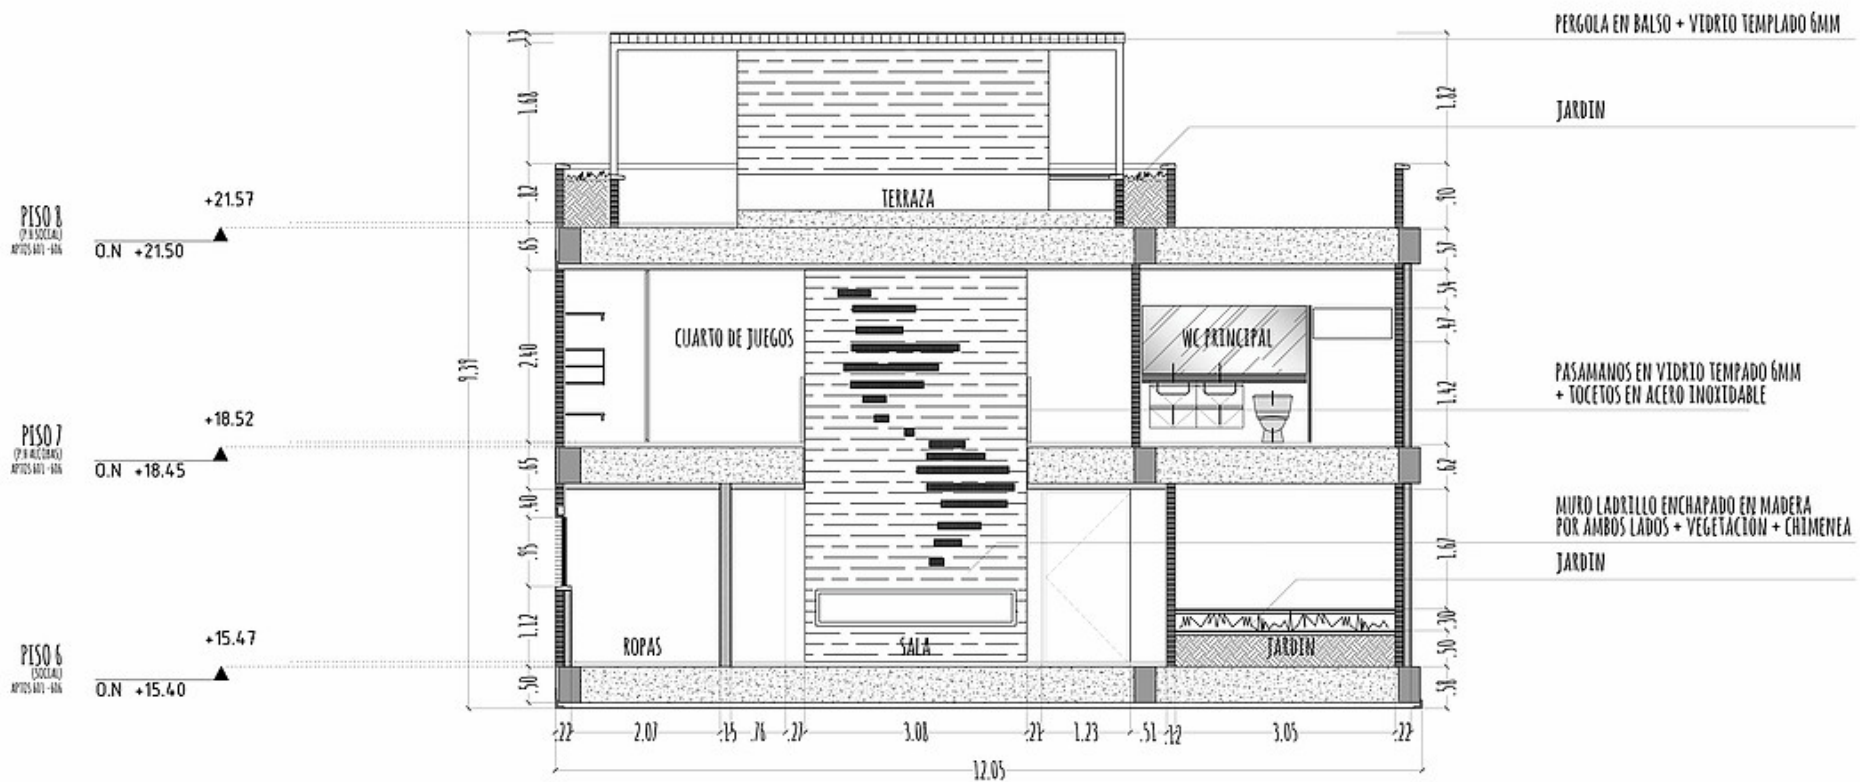 PERGOLA EN BALSO + VIDRIO TEMPLADO 6MM
JARDIN
PASAMANOS EN VIDRIO TEMPADO 6MM
+ TOCETOS EN ACERO INOXIDABLE
MURO LADRILLO ENCHAPADO EN MADERA
POR AMBOS LADOS + VEGETACION + CHIMENEA
JARDIN
PISO 8
(P.H SOCIAL)
APTOS 601 - 606
+21.57
O.N +21.50
PISO 7
(P.H ALCOBAS)
APTOS 601 - 606
+18.52
O.N +18.45
PISO 6
(SOCIAL)
APTOS 601 - 606
+15.47
O.N +15.40
9.39
.13
1.68
.82
.65
2.40
.65
.40
.95
1.12
.50
TERRAZA
CUARTO DE JUEGOS
WC PRINCIPAL
ROPAS
SALA
JARDIN
1.82
.90
.57
.54
.47
1.42
.62
1.67
.30
.50
.58
.22
2.07
.15
.76
.27
3.08
.21
1.23
.51
.12
3.05
.22
12.05